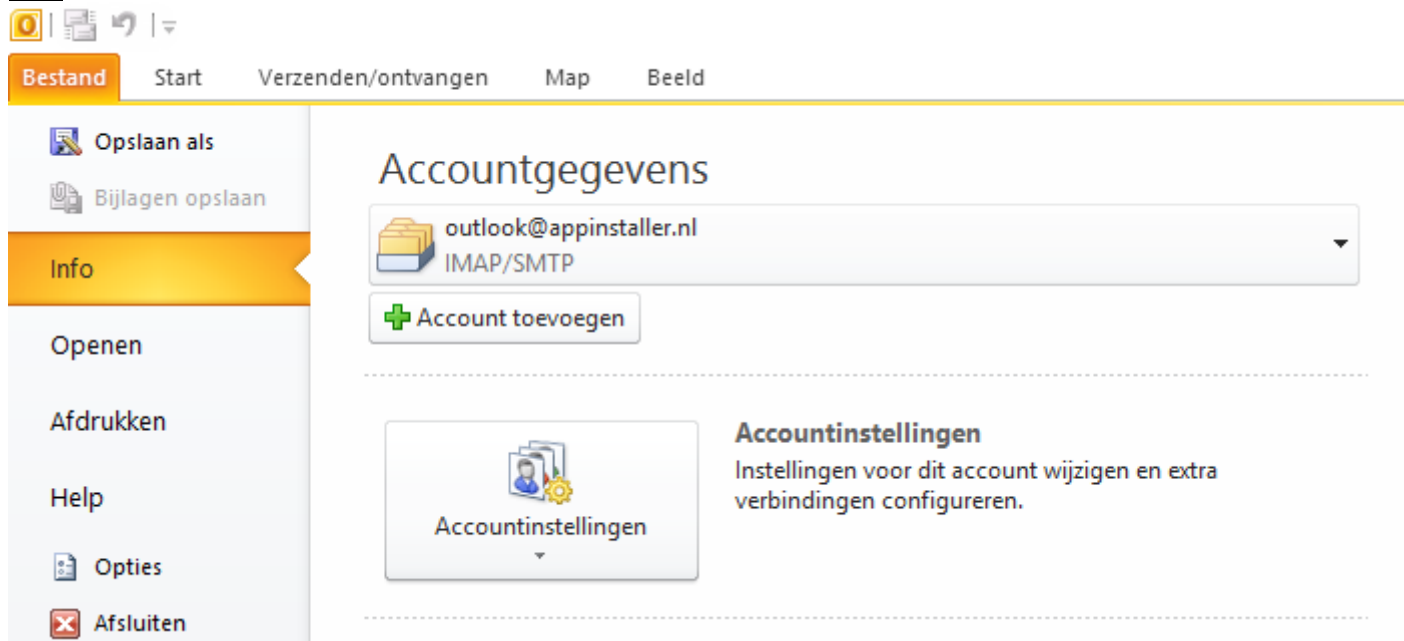 Bestand Start Verzenden/ontvangen Map Beeld
Opslaan als
Bijlagen opslaan
Info
Openen
Afdrukken
Help
Opties
Afsluiten
Accountgegevens
outlook@appinstaller.nl
IMAP/SMTP
Account toevoegen
Accountinstellingen
Accountinstellingen
Instellingen voor dit account wijzigen en extra
verbindingen configureren.